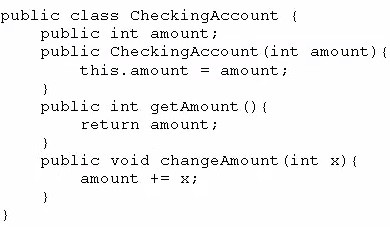 public class CheckingAccount {
    public int amount;
    public CheckingAccount(int amount){
        this.amount = amount;
    }
    public int getAmount(){
        return amount;
    }
    public void changeAmount(int x){
        amount += x;
    }
}